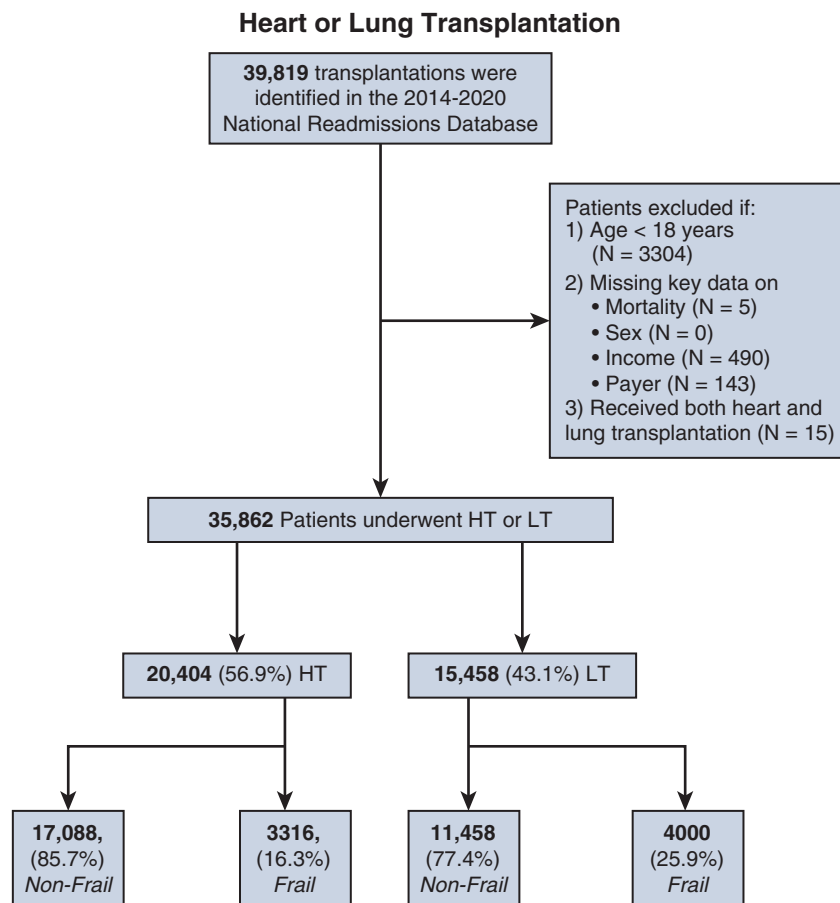 Heart or Lung Transplantation
39,819 transplantations were
identified in the 2014-2020
National Readmissions Database
Patients excluded if:
1) Age < 18 years
(N = 3304)
2) Missing key data on
• Mortality (N = 5)
• Sex (N = 0)
• Income (N = 490)
• Payer (N = 143)
3) Received both heart and
lung transplantation (N = 15)
35,862 Patients underwent HT or LT
20,404 (56.9%) HT
15,458 (43.1%) LT
17,088,
(85.7%)
Non-Frail
3316,
(16.3%)
Frail
11,458
(77.4%)
Non-Frail
4000
(25.9%)
Frail